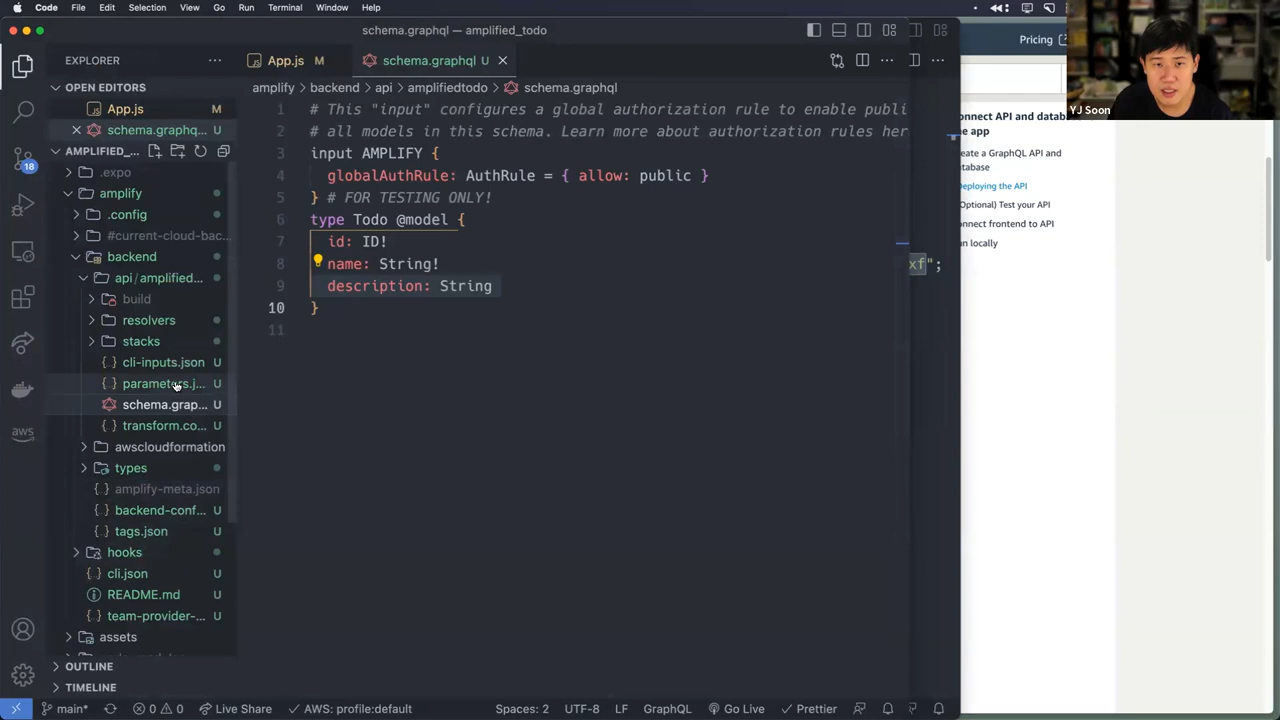 Code File Edit Selection View Go Run Terminal Window Help
schema.graphql — amplified_todo
EXPLORER
App.js M
schema.graphql U
Pricing
OPEN EDITORS
App.js M
schema.graphq... U
AMPLIFIED_...
.expo
amplify
.config
#current-cloud-bac...
backend
api/amplified...
build
resolvers
stacks
cli-inputs.json U
parameters.j... U
schema.grap... U
transform.co... U
awscloudformation
types
amplify-meta.json
backend-conf... U
tags.json U
hooks
cli.json U
README.md U
team-provider-... U
assets
OUTLINE
TIMELINE
18
aws
amplify > backend > api > amplifiedtodo > schema.graphql
1 # This "input" configures a global authorization rule to enable publi
2 # all models in this schema. Learn more about authorization rules her
3 input AMPLIFY {
4 globalAuthRule: AuthRule = { allow: public }
5 } # FOR TESTING ONLY!
6 type Todo @model {
7 id: ID!
8 name: String!
9 description: String
10 }
11
xf";
YJ Soon
onnect API and datab
e app
eate a GraphQL API and
tabase
Deploying the API
Optional) Test your API
onnect frontend to API
n locally
main* 0 0 Live Share AWS: profile:default Spaces: 2 UTF-8 LF GraphQL Go Live Prettier